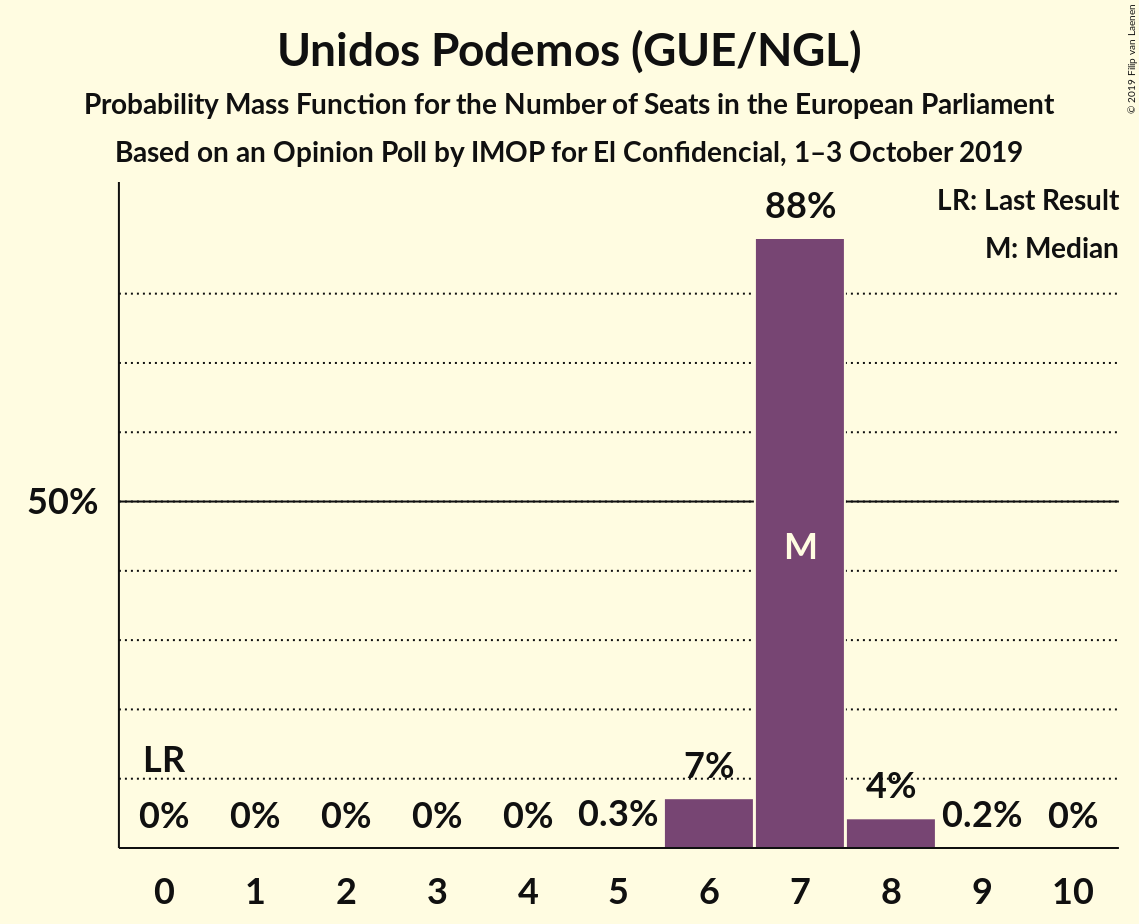 Unidos Podemos (GUE/NGL)
Probability Mass Function for the Number of Seats in the European Parliament
Based on an Opinion Poll by IMOP for El Confidencial, 1–3 October 2019
© 2019 Filip van Laenen
LR: Last Result
M: Median
88%
50%
M
LR
7%
4%
0% 0% 0% 0% 0% 0.3% 0.2% 0%
0 1 2 3 4 5 6 7 8 9 10